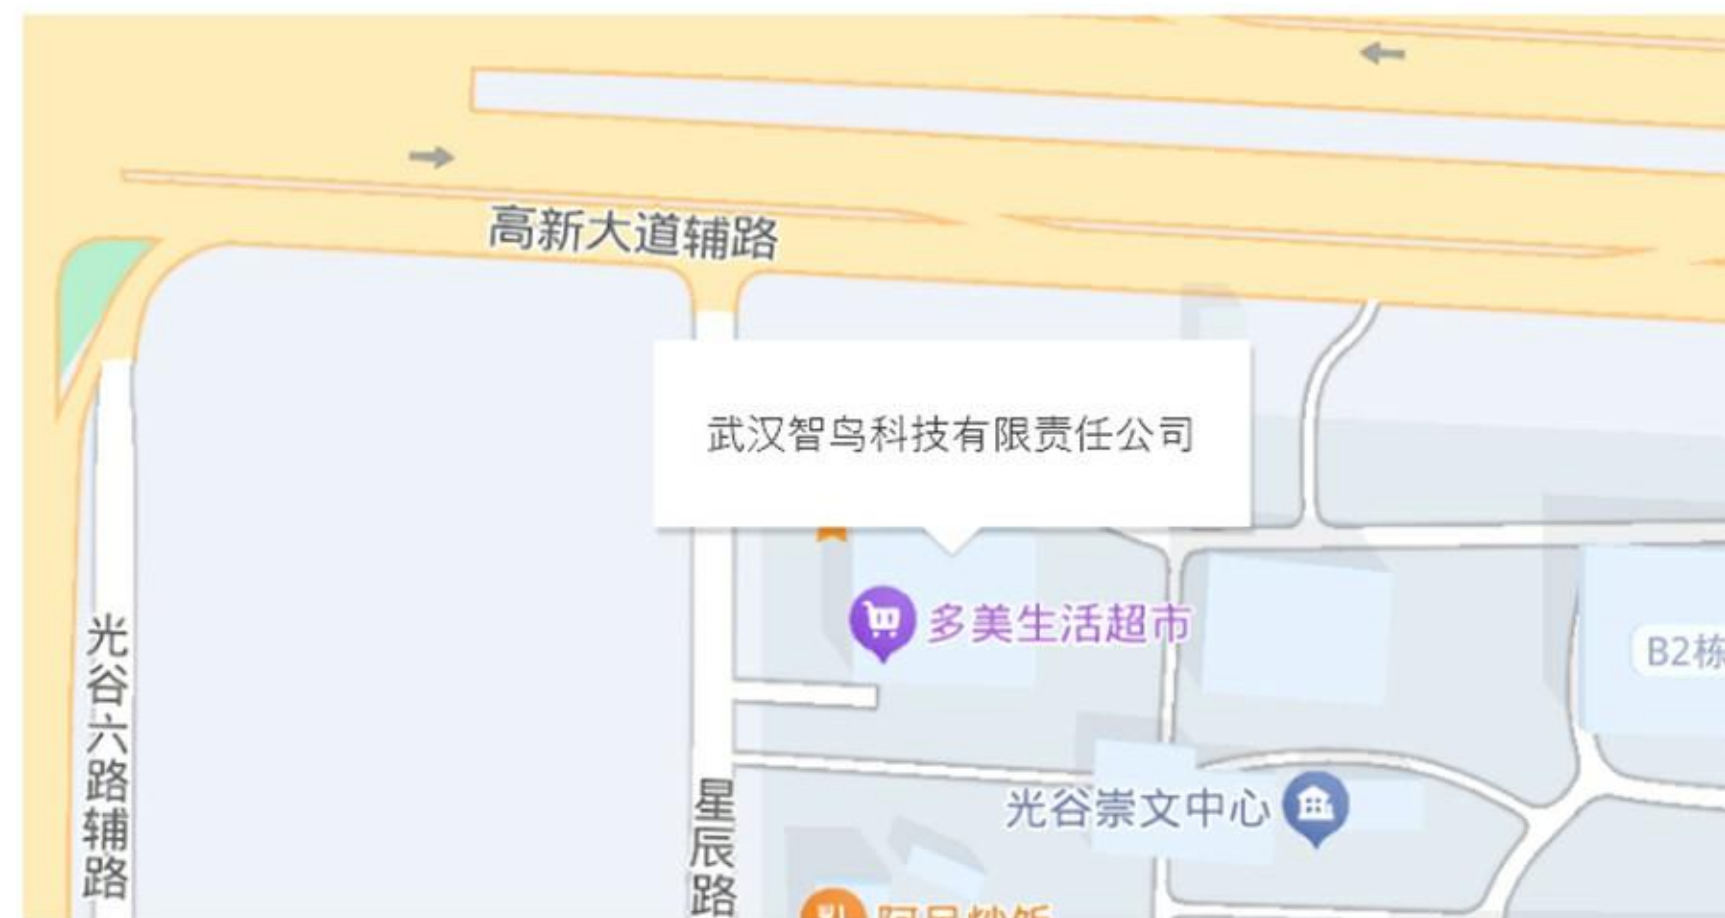 高新大道辅路
武汉智鸟科技有限责任公司
多美生活超市
B2栋
光谷六路辅路
光谷崇文中心
星辰路